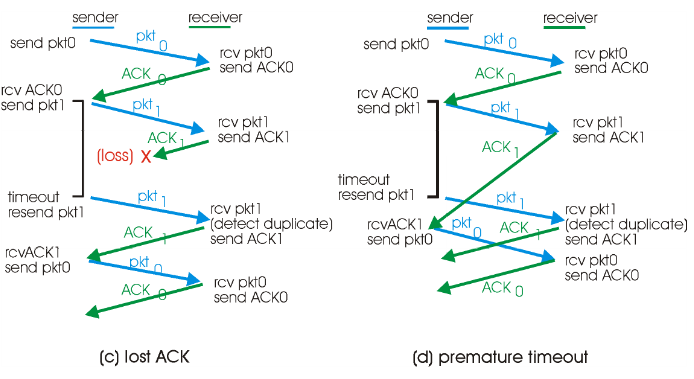 sender
receiver
send pkt0
pkt 0
rcv pkt0
send ACK0
ACK 0
rcv ACK0
send pkt1
pkt 1
rcv pkt1
send ACK1
ACK 1
(loss) X
timeout
resend pkt1
pkt 1
rcv pkt1
(detect duplicate)
send ACK1
ACK 1
rcvACK1
send pkt0
pkt 0
rcv pkt0
send ACK0
ACK 0
(c) lost ACK
sender
receiver
send pkt0
pkt 0
rcv pkt0
send ACK0
ACK 0
rcv ACK0
send pkt1
pkt 1
rcv pkt1
send ACK1
ACK 1
timeout
resend pkt1
pkt 1
rcvACK1
send pkt0
pkt 0
rcv pkt1
(detect duplicate)
send ACK1
ACK 1
rcv pkt0
send ACK0
ACK 0
(d) premature timeout